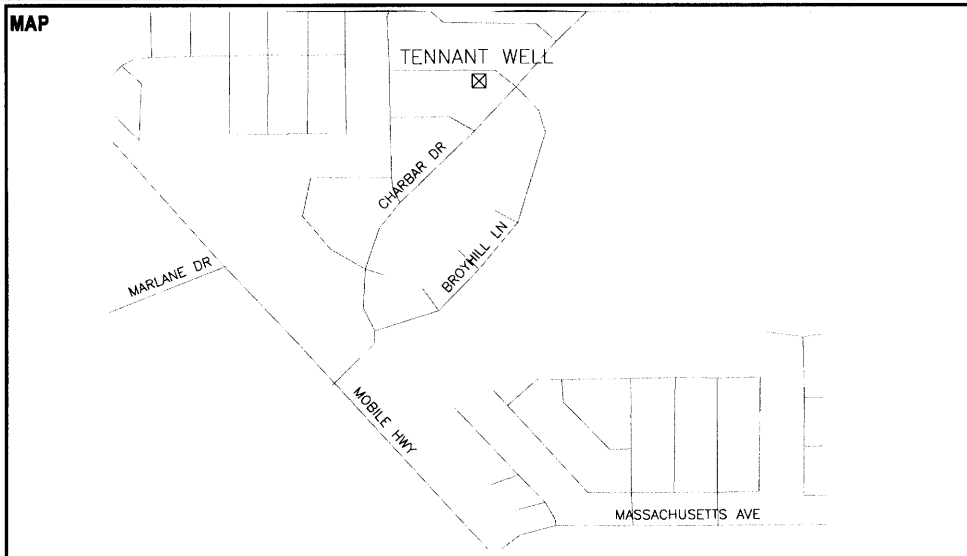 MAP
TENNANT WELL
CHARBAR DR
BROYHILL LN
MARLANE DR
MOBILE HWY
MASSACHUSETTS AVE